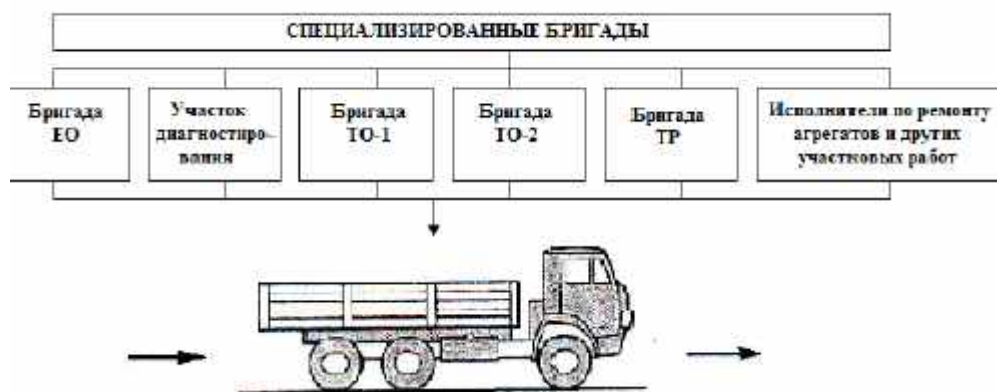 СПЕЦИАЛИЗИРОВАННЫЕ БРИГАДЫ
Бригада
ЕО
Участок
диагностиро–
вания
Бригада
ТО-1
Бригада
ТО-2
Бригада
ТР
Исполнители по ремонту
агрегатов и других
участковых работ